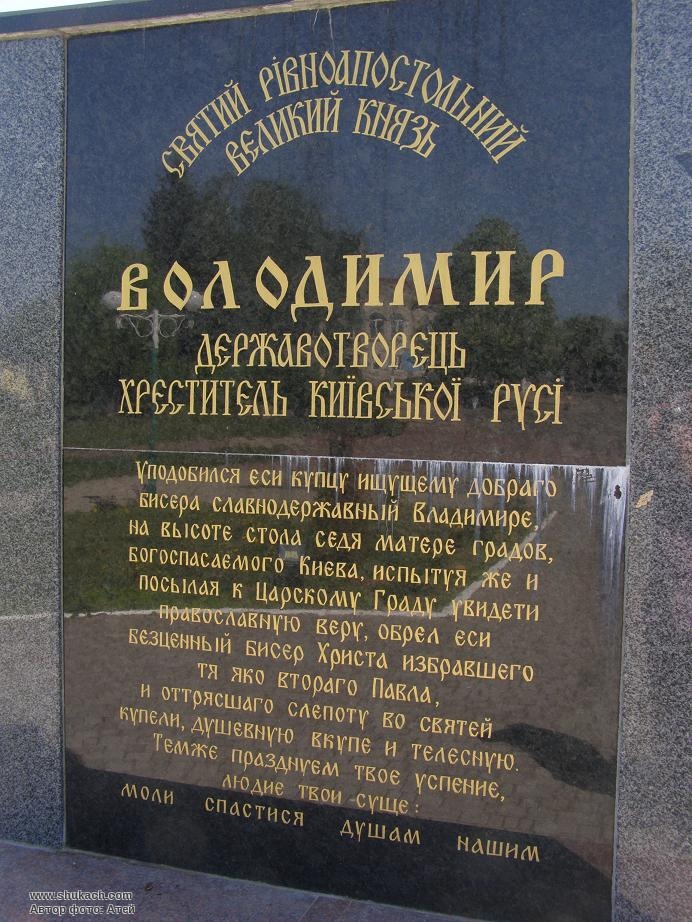 СВЯТИЙ РІВНОАПОСТОЛЬНИЙ
ВЕЛИКИЙ КНЯЗЬ
ВОЛОДИМИР
ДЕРЖАВОТВОРЕЦЬ
ХРЕСТИТЕЛЬ КИЇВСЬКОЇ РУСІ
Уподобился еси купцу ищущему добраго
бисера славнодержавный Владимире,
на высоте стола седя матере градов,
богоспасаемого Киева, испытуя же и
посылая к Царскому Граду увидети
православную веру, обрел еси
безценный бисер Христа избравшего
тя яко втораго Павла,
и оттрясшаго слепоту во святей
купели, душевную вкупе и телесную.
Темже празднуем твое успение,
людие твои суще:
моли спастися душам нашим
www.shukach.com
Автор фото: Атей